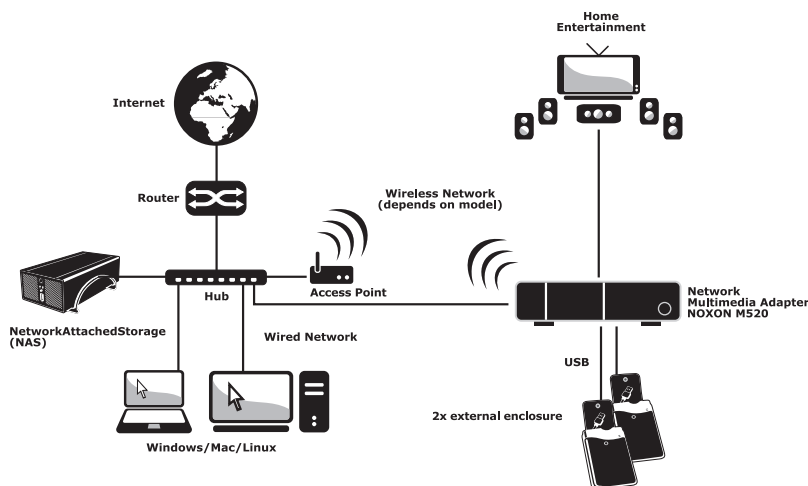 Home
Entertainment
Internet
Router
Wireless Network
(depends on model)
Hub
Access Point
Network
Multimedia Adapter
NOXON M520
NetworkAttachedStorage
(NAS)
Wired Network
USB
2x external enclosure
Windows/Mac/Linux